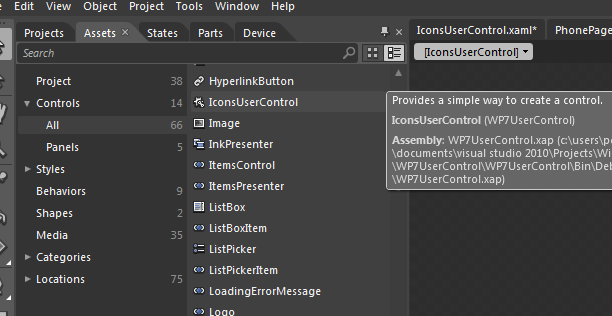 le Edit View Object Project Tools Window Help
Projects Assets × States Parts Device
IconsUserControl.xaml* PhonePage
Search
[IconsUserControl]
Project 38
Controls 14
All 66
Panels 5
Styles
Behaviors 9
Shapes 2
Media 35
Categories
Locations 75
HyperlinkButton
IconsUserControl
Image
InkPresenter
ItemsControl
ItemsPresenter
ListBox
ListBoxItem
ListPicker
ListPickerItem
LoadingErrorMessage
Logo
Provides a simple way to create a control.
IconsUserControl (WP7UserControl)
Assembly: WP7UserControl.xap (c:\users\pe
\documents\visual studio 2010\Projects\Wi
\WP7UserControl\WP7UserControl\Bin\Deb
\WP7UserControl.xap)